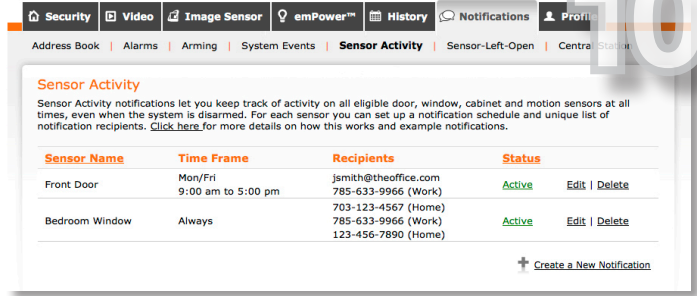 Security Video Image Sensor emPower™ History Notifications Profile
10
Address Book | Alarms | Arming | System Events | Sensor Activity | Sensor-Left-Open | Central Station
Sensor Activity
Sensor Activity notifications let you keep track of activity on all eligible door, window, cabinet and motion sensors at all
times, even when the system is disarmed. For each sensor you can set up a notification schedule and unique list of
notification recipients. Click here for more details on how this works and example notifications.
Sensor Name Time Frame Recipients Status
Front Door
Mon/Fri
9:00 am to 5:00 pm
jsmith@theoffice.com
785-633-9966 (Work)
Active Edit | Delete
Bedroom Window Always
703-123-4567 (Home)
785-633-9966 (Work)
123-456-7890 (Home)
Active Edit | Delete
Create a New Notification